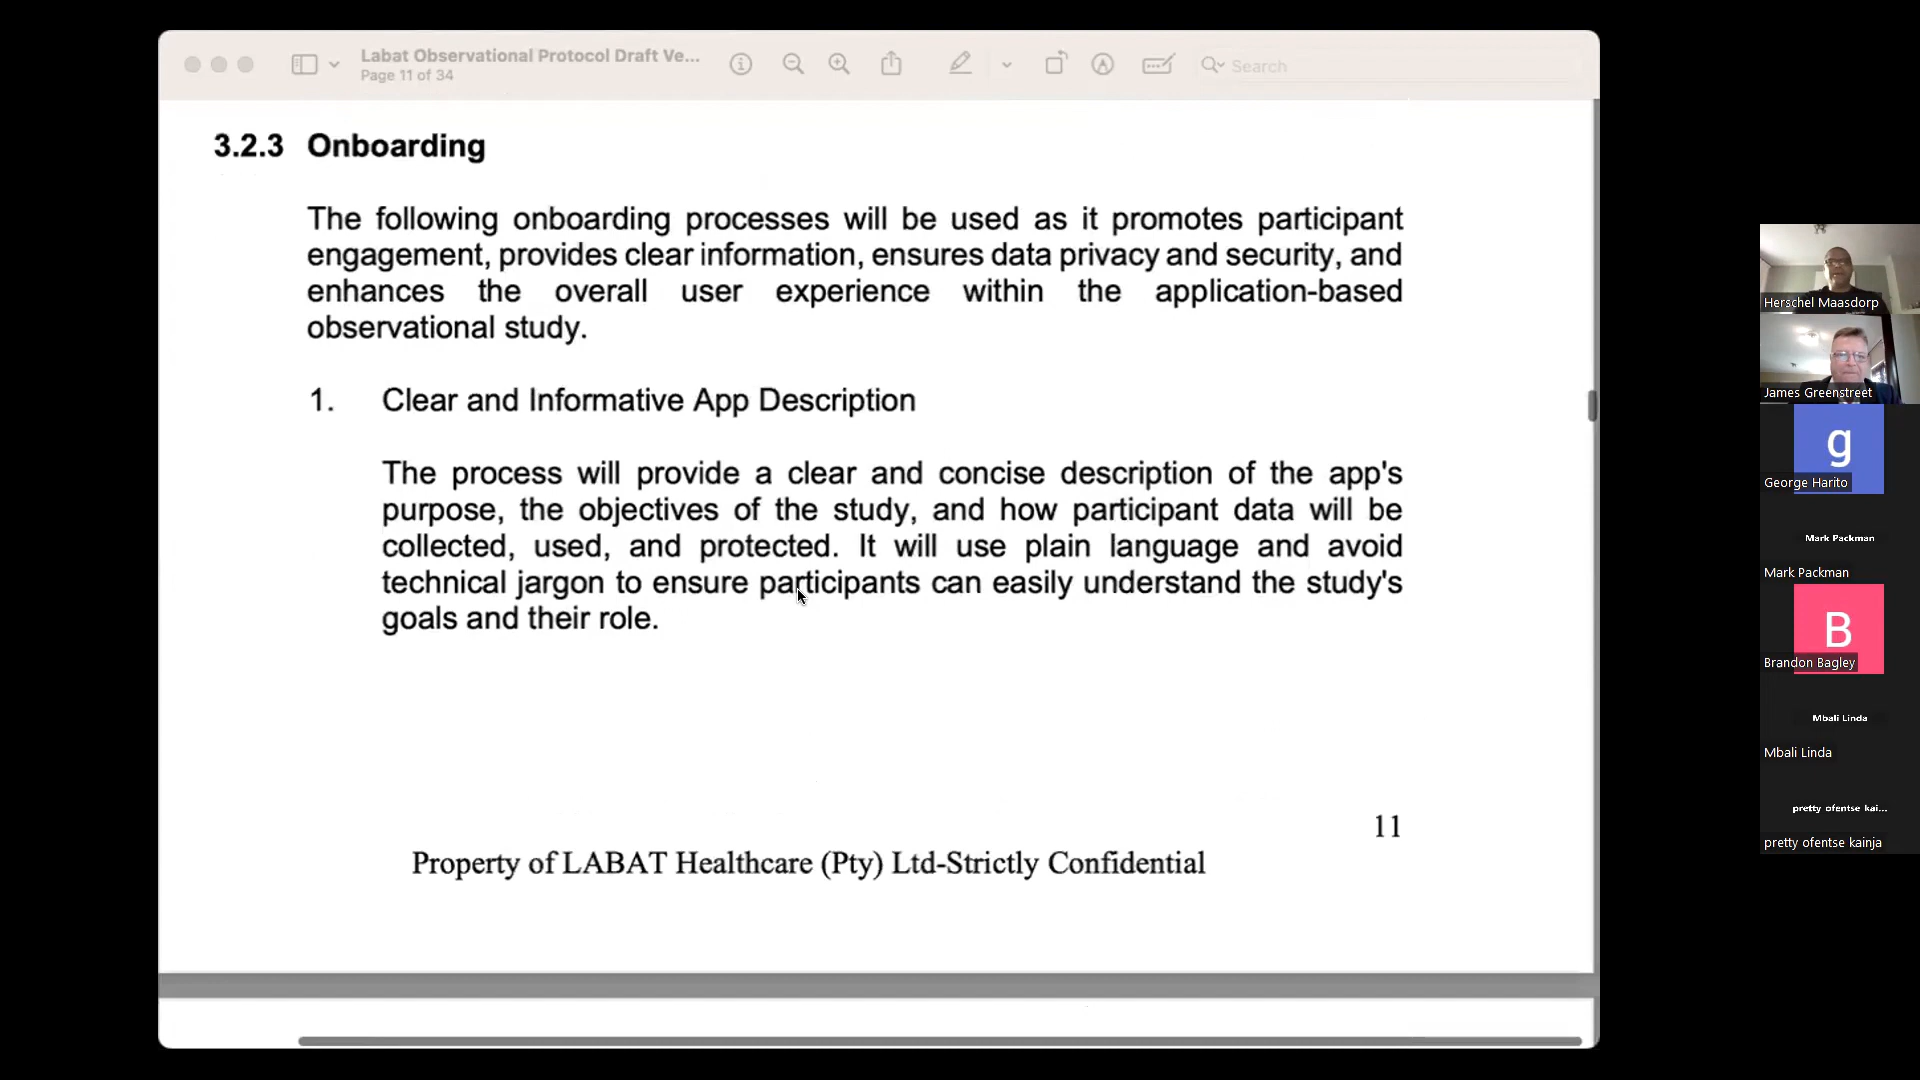 Labat Observational Protocol Draft Ve...
Page 11 of 34
Search
3.2.3 Onboarding
The following onboarding processes will be used as it promotes participant
engagement, provides clear information, ensures data privacy and security, and
enhances the overall user experience within the application-based
observational study.
1. Clear and Informative App Description
The process will provide a clear and concise description of the app's
purpose, the objectives of the study, and how participant data will be
collected, used, and protected. It will use plain language and avoid
technical jargon to ensure participants can easily understand the study's
goals and their role.
11
Property of LABAT Healthcare (Pty) Ltd-Strictly Confidential
Herschel Maasdorp
James Greenstreet
g
George Harito
Mark Packman
Mark Packman
B
Brandon Bagley
Mbali Linda
Mbali Linda
pretty ofentse kai...
pretty ofentse kainja